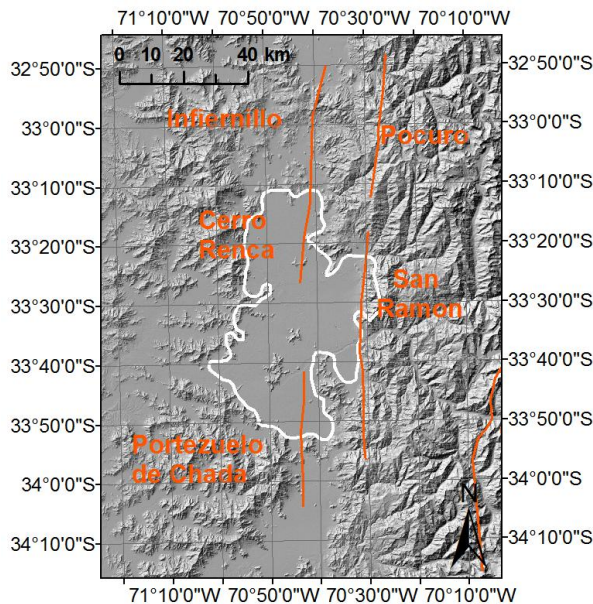 71°10'0"W 70°50'0"W 70°30'0"W 70°10'0"W
0 10 20 40 km
32°50'0"S
32°50'0"S
Infiernillo
33°0'0"S
33°0'0"S
Pocuro
33°10'0"S
33°10'0"S
Cerro
Renca
33°20'0"S
33°20'0"S
San
Ramon
33°30'0"S
33°30'0"S
33°40'0"S
33°40'0"S
33°50'0"S
33°50'0"S
Portezuelo
de Chada
34°0'0"S
34°0'0"S
N
34°10'0"S
34°10'0"S
71°10'0"W 70°50'0"W 70°30'0"W 70°10'0"W